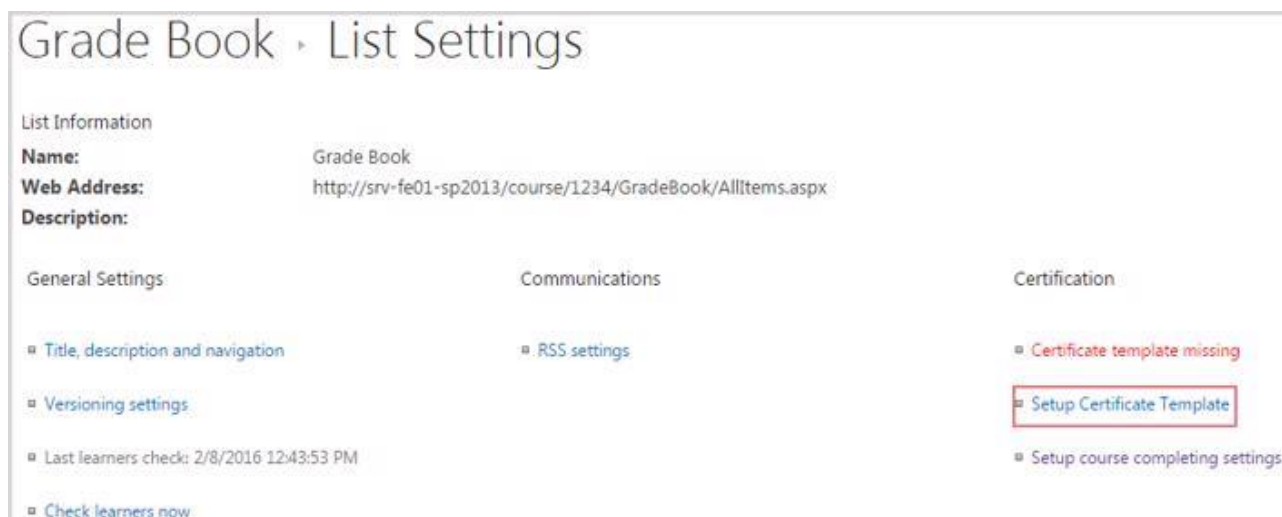 Grade Book ▸ List Settings
List Information
Name: Grade Book
Web Address: http://srv-fe01-sp2013/course/1234/GradeBook/AllItems.aspx
Description:
General Settings Communications Certification
Title, description and navigation RSS settings Certificate template missing
Versioning settings Setup Certificate Template
Last learners check: 2/8/2016 12:43:53 PM Setup course completing settings
Check learners now